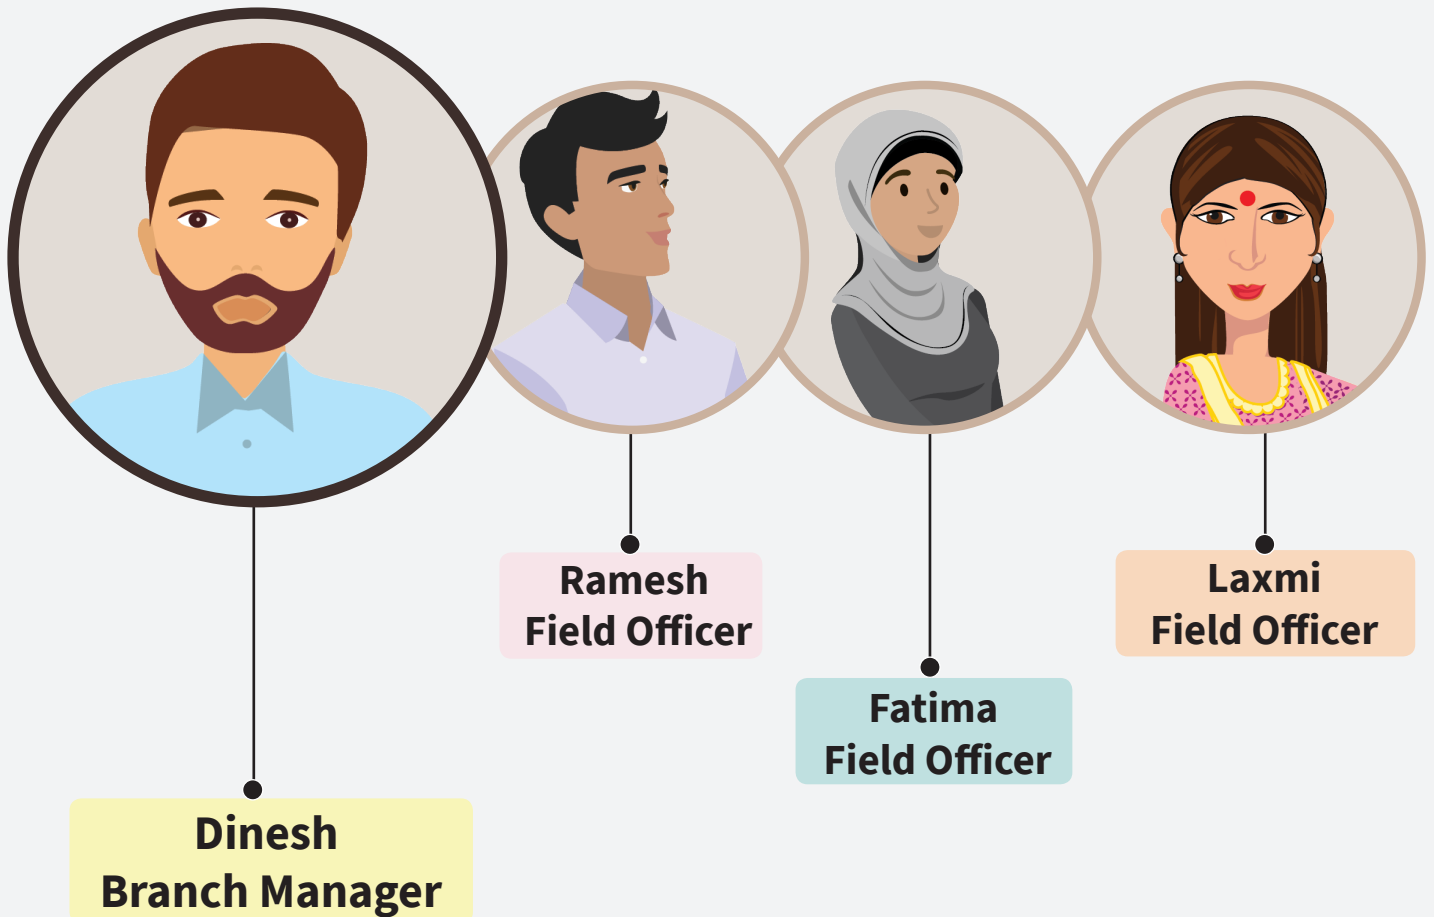 Ramesh
Field Officer
Laxmi
Field Officer
Fatima
Field Officer
Dinesh
Branch Manager